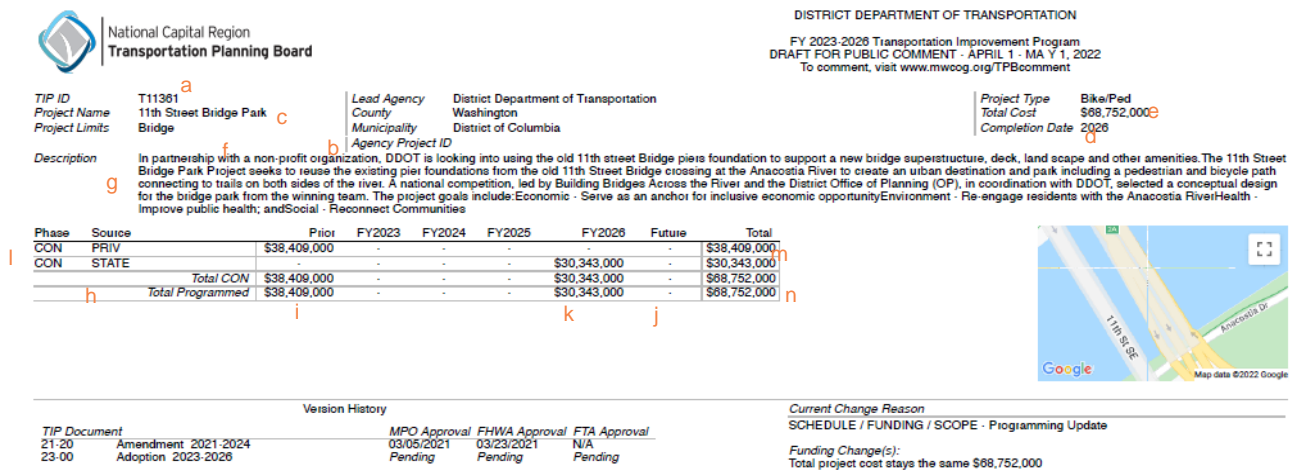 National Capital Region
Transportation Planning Board
DISTRICT DEPARTMENT OF TRANSPORTATION
FY 2023-2026 Transportation Improvement Program
DRAFT FOR PUBLIC COMMENT - APRIL 1 - MA Y 1, 2022
To comment, visit www.mwcog.org/TPBcomment
a
TIP ID T11361 Lead Agency District Department of Transportation Project Type Bike/Ped
Project Name 11th Street Bridge Park c County Washington Total Cost $68,752,000 e
Project Limits Bridge Municipality District of Columbia Completion Date 2026
f b Agency Project ID d
Description In partnership with a non-profit organization, DDOT is looking into using the old 11th street Bridge piers foundation to support a new bridge superstructure, deck, land scape and other amenities.The 11th Street
Bridge Park Project seeks to reuse the existing pier foundations from the old 11th Street Bridge crossing at the Anacostia River to create an urban destination and park including a pedestrian and bicycle path
g connecting to trails on both sides of the river. A national competition, led by Building Bridges Across the River and the District Office of Planning (OP), in coordination with DDOT, selected a conceptual design
for the bridge park from the winning team. The project goals include:Economic - Serve as an anchor for inclusive economic opportunityEnvironment - Re-engage residents with the Anacostia RiverHealth -
Improve public health; andSocial - Reconnect Communities
Phase Source Prior FY2023 FY2024 FY2025 FY2026 Future Total
CON PRIV $38,409,000 - - - - - $38,409,000
l CON STATE - - - - $30,343,000 - $30,343,000 m
Total CON $38,409,000 - - - $30,343,000 - $68,752,000
h Total Programmed $38,409,000 - - - $30,343,000 - $68,752,000 n
i k j
2A
11th St SE
Anacostia Dr
Google
Map data ©2022 Google
Version History
TIP Document MPO Approval FHWA Approval FTA Approval
21-20 Amendment 2021-2024 03/05/2021 03/23/2021 N/A
23-00 Adoption 2023-2026 Pending Pending Pending
Current Change Reason
SCHEDULE / FUNDING / SCOPE - Programming Update
Funding Change(s):
Total project cost stays the same $68,752,000